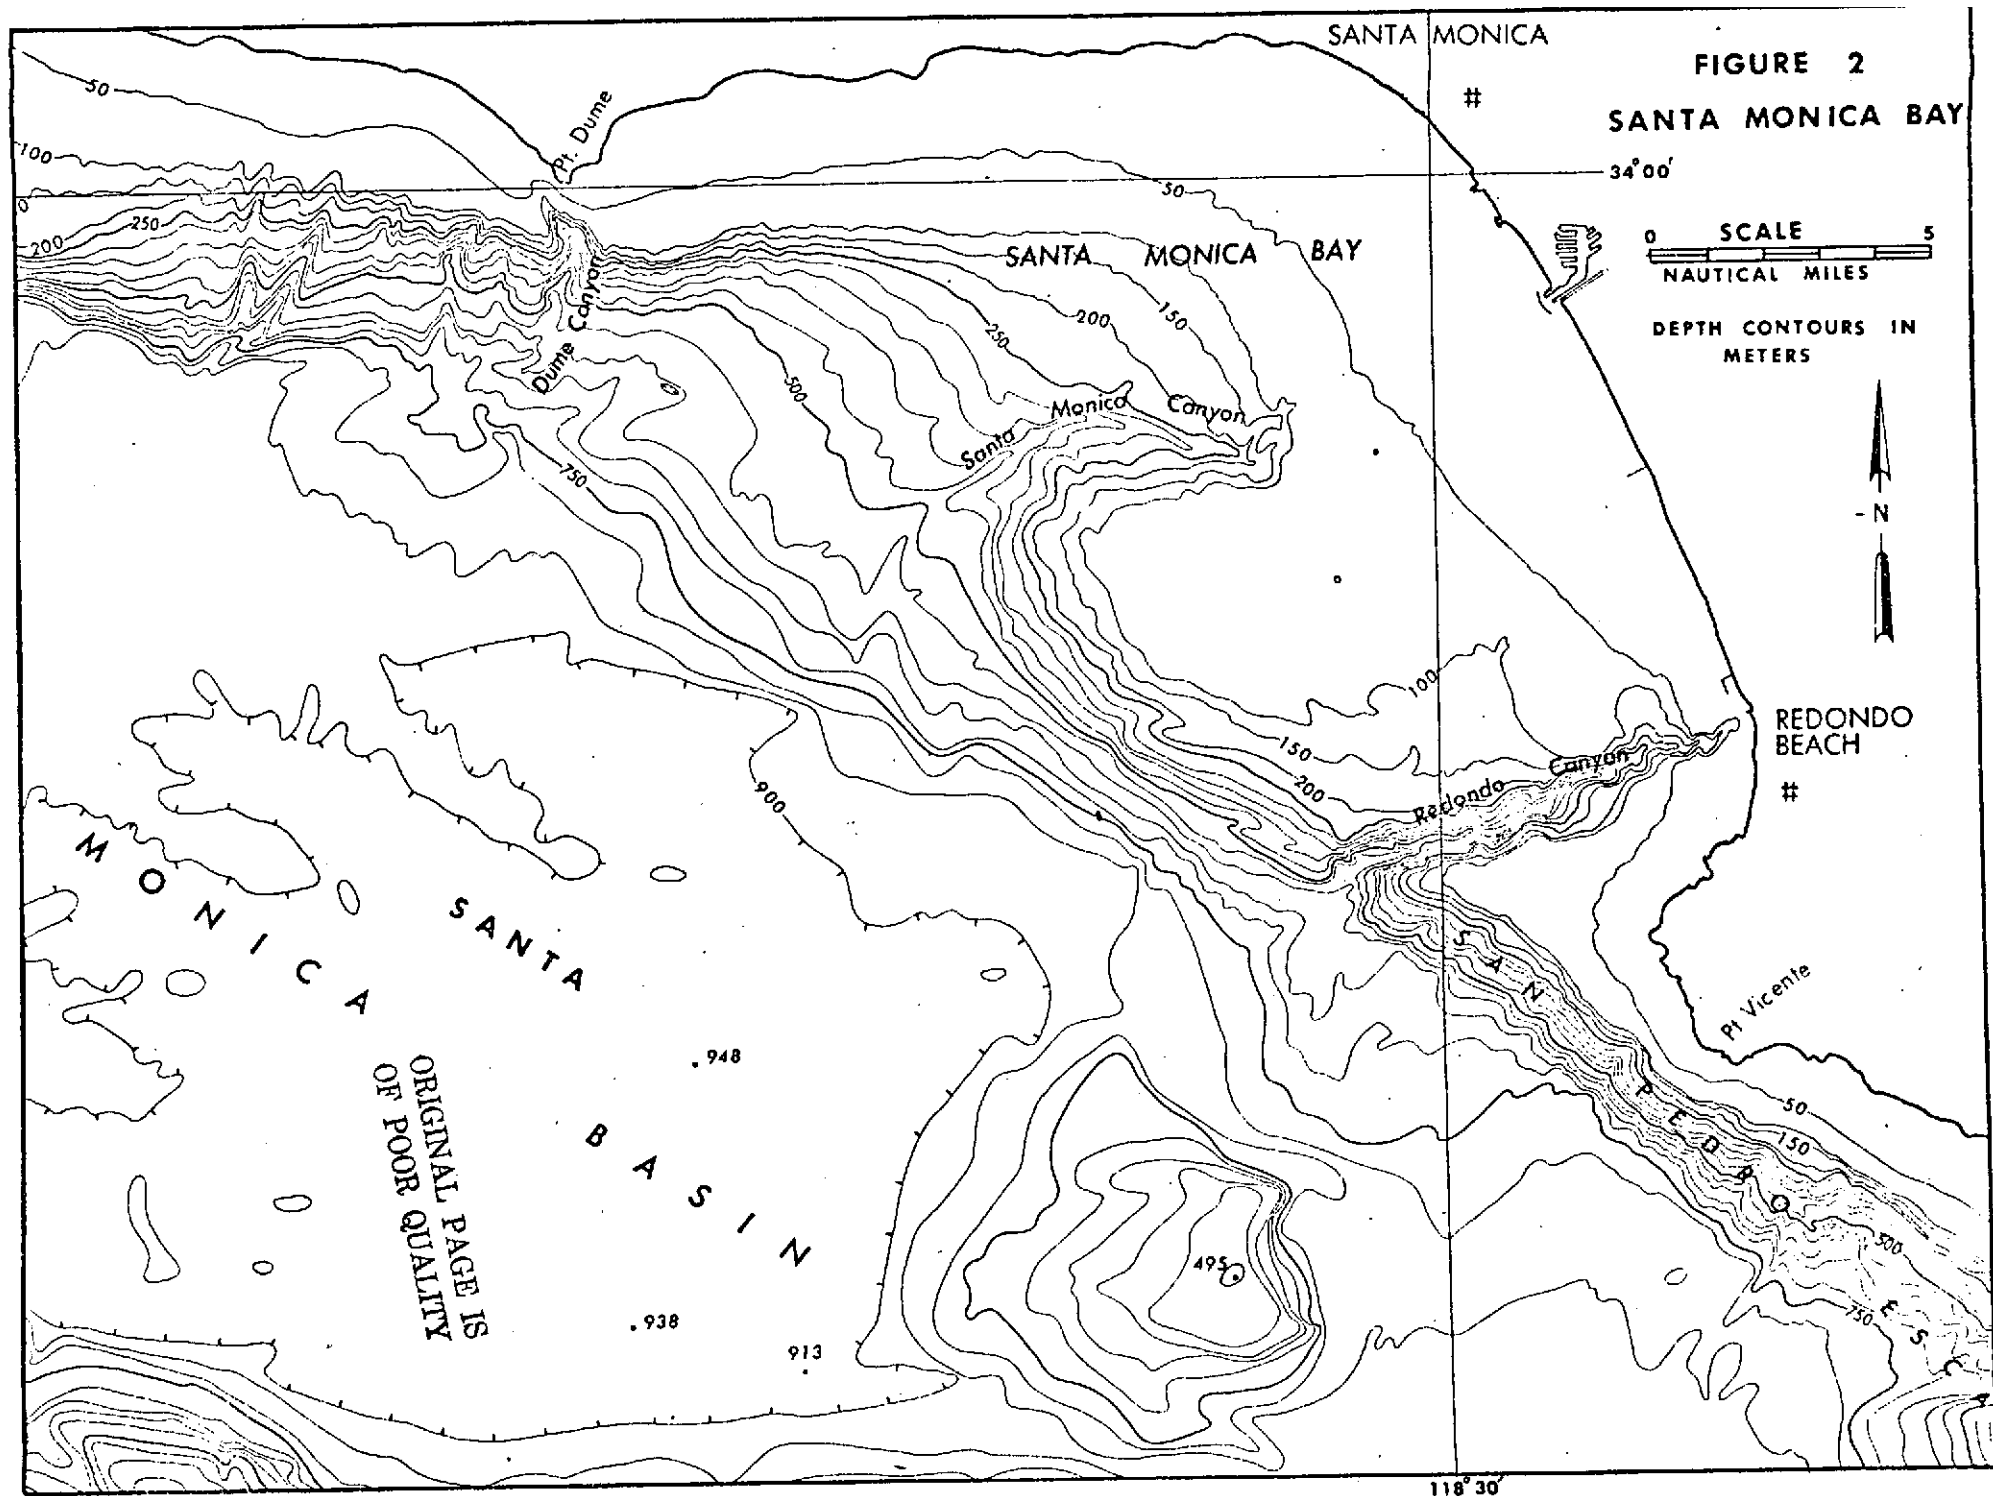 SANTA MONICA
FIGURE 2
#
SANTA MONICA BAY
50
Pt. Dume
100
34°00'
50
0
250
200
SCALE
0 5
NAUTICAL MILES
SANTA MONICA BAY
Dume Canyon
150
200
250
DEPTH CONTOURS IN
METERS
500
Santa Monica Canyon
750
- N
100
REDONDO
BEACH
#
150
200
Redondo Canyon
900
SANTA
MONICA
BASIN
SAN PEDRO ESCA
Pt Vicente
948
ORIGINAL PAGE IS
OF POOR QUALITY
50
150
495
500
750
938
913
118°30'